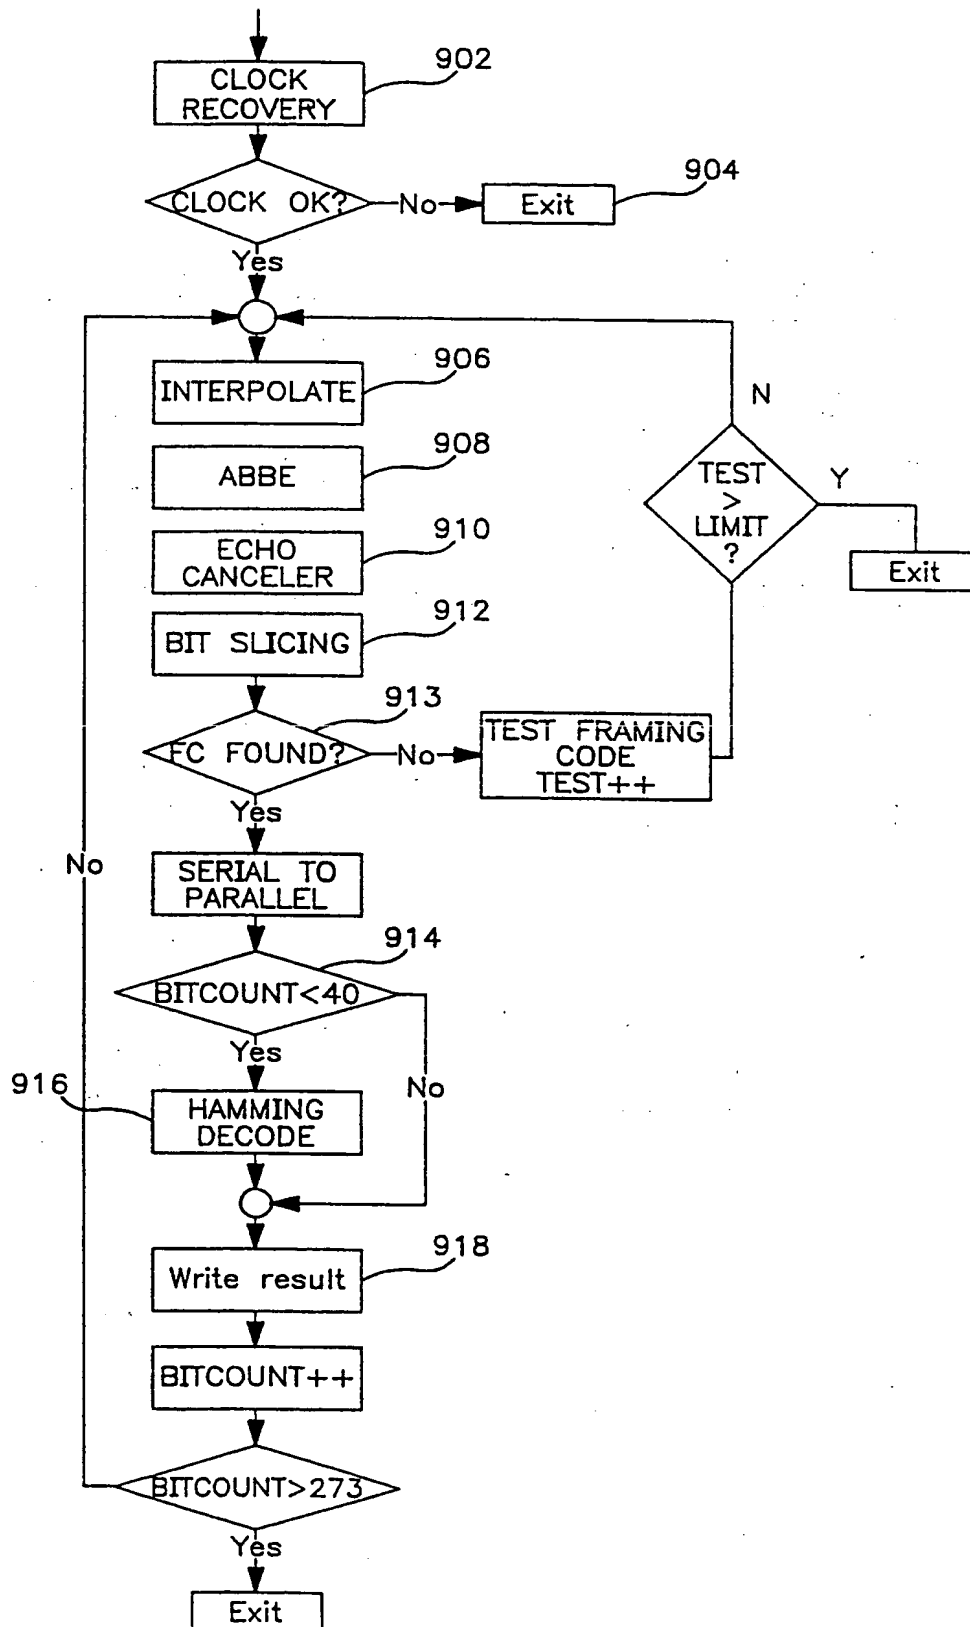 902
CLOCK
RECOVERY
904
CLOCK OK?
No
Exit
Yes
906
INTERPOLATE
N
908
ABBE
TEST
>
LIMIT
?
Y
910
ECHO
CANCELER
Exit
912
BIT SLICING
913
FC FOUND?
No
TEST FRAMING
CODE
TEST++
Yes
No
SERIAL TO
PARALLEL
914
BITCOUNT<40
Yes
No
916
HAMMING
DECODE
918
Write result
BITCOUNT++
BITCOUNT>273
Yes
Exit